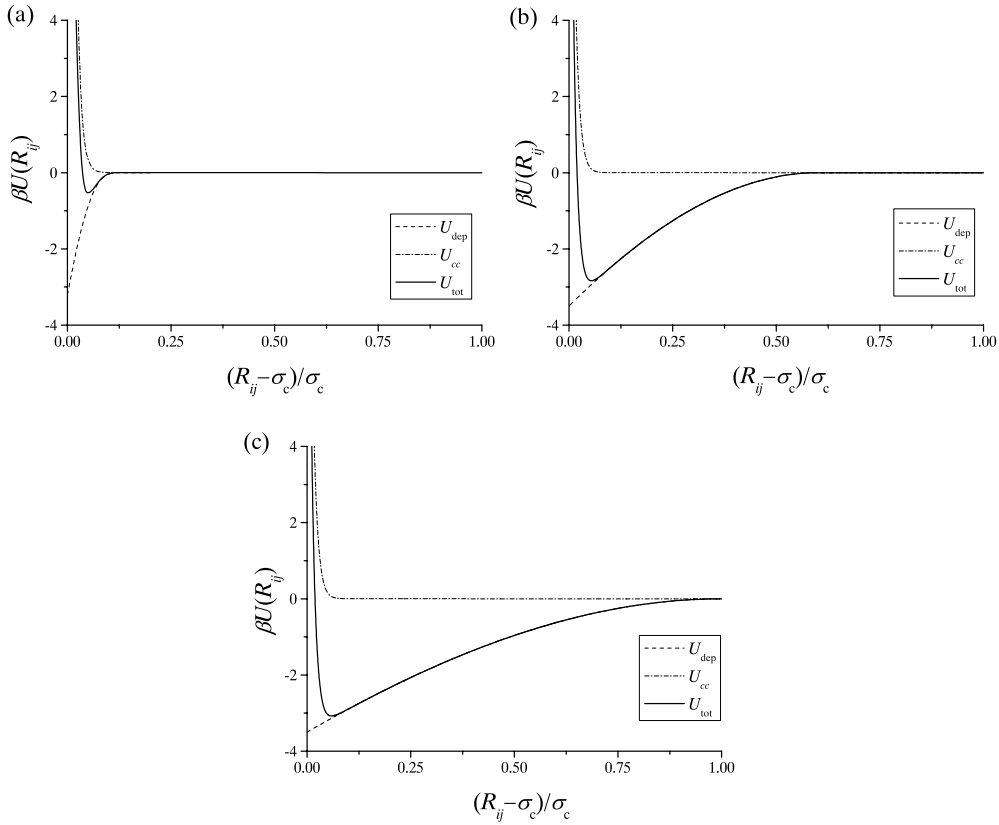 (a)
4
2
0
-2
-4
βU(R_ij)
0.00 0.25 0.50 0.75 1.00
(R_ij−σ_c)/σ_c
U_dep
U_cc
U_tot
(b)
4
2
0
-2
-4
βU(R_ij)
0.00 0.25 0.50 0.75 1.00
(R_ij−σ_c)/σ_c
U_dep
U_cc
U_tot
(c)
4
2
0
-2
-4
βU(R_ij)
0.00 0.25 0.50 0.75 1.00
(R_ij−σ_c)/σ_c
U_dep
U_cc
U_tot